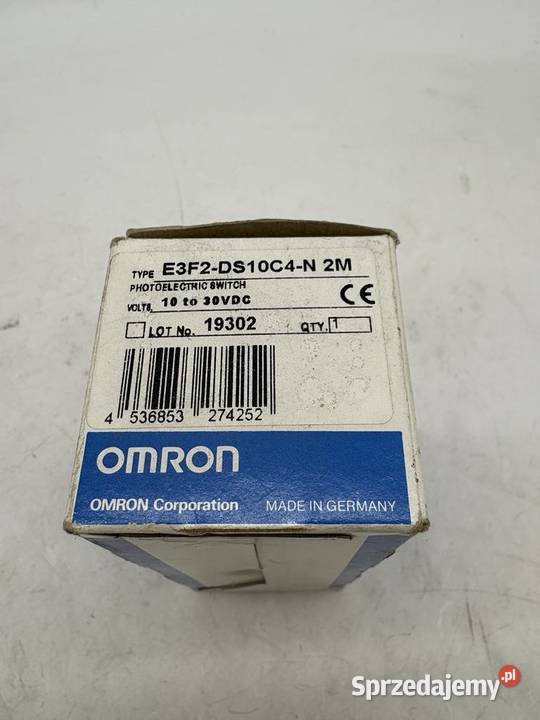 TYPE E3F2-DS10C4-N 2M
PHOTOELECTRIC SWITCH
VOLTS. 10 to 30VDC
CE
LOT No. 19302 QTY. 1
4 536853 274252
OMRON
OMRON Corporation MADE IN GERMANY
Sprzedajemy.pl